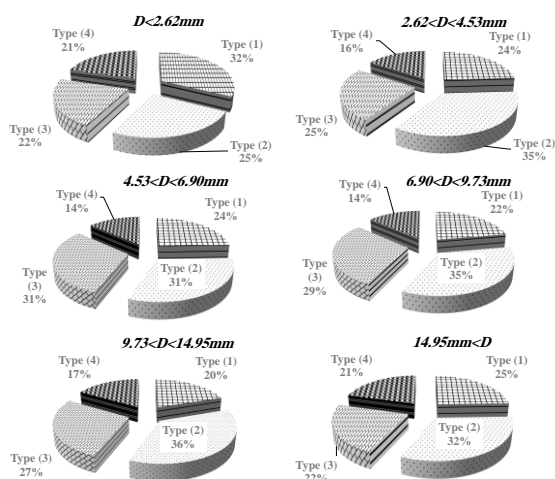 D<2.62mm
Type (4)
21%
Type (1)
32%
Type (3)
22%
Type (2)
25%
2.62<D<4.53mm
Type (4)
16%
Type (1)
24%
Type (3)
25%
Type (2)
35%
4.53<D<6.90mm
Type (4)
14%
Type (1)
24%
Type
(3)
31%
Type (2)
31%
6.90<D<9.73mm
Type (4)
14%
Type (1)
22%
Type
(3)
29%
Type (2)
35%
9.73<D<14.95mm
Type (4)
17%
Type (1)
20%
Type (3)
27%
Type (2)
36%
14.95mm<D
Type (4)
21%
Type (1)
25%
Type (3)
22%
Type (2)
32%